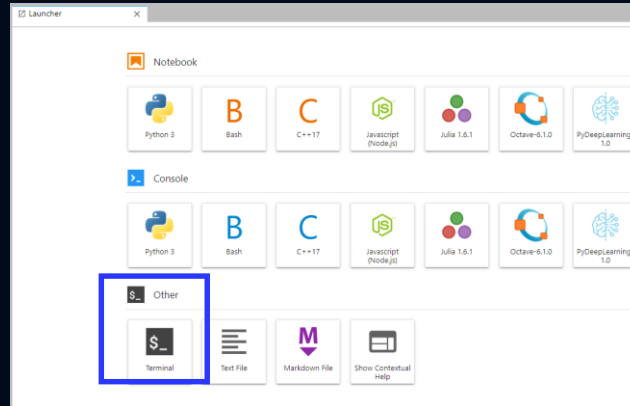 Launcher
Notebook
Python 3
Bash
C++17
Javascript
(Node.js)
Julia 1.6.1
Octave-6.1.0
PyDeepLearning
1.0
Console
Python 3
Bash
C++17
Javascript
(Node.js)
Julia 1.6.1
Octave-6.1.0
PyDeepLearning
1.0
$_ Other
$_
Terminal
Text File
M
Markdown File
Show Contextual
Help